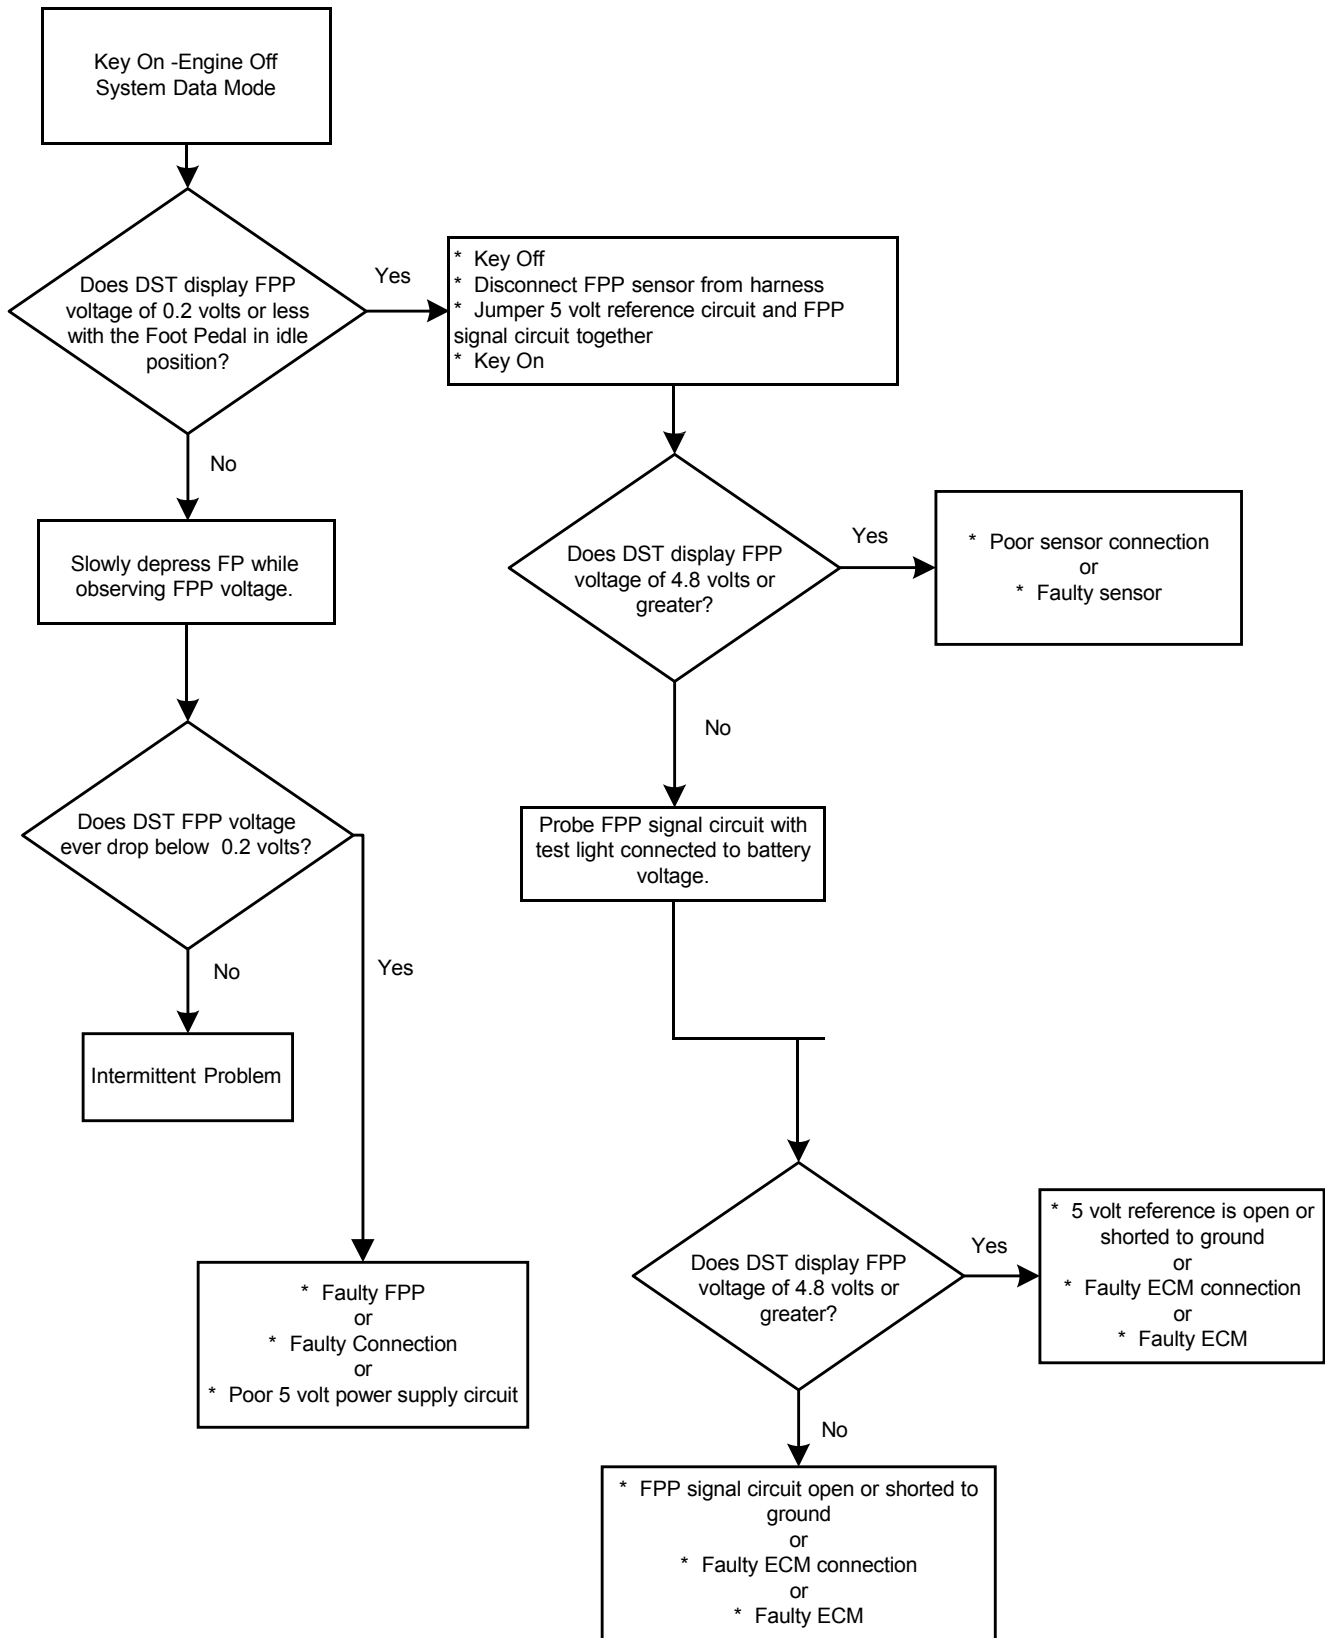 Key On -Engine Off
System Data Mode
Does DST display FPP
voltage of 0.2 volts or less
with the Foot Pedal in idle
position?
Yes
* Key Off
* Disconnect FPP sensor from harness
* Jumper 5 volt reference circuit and FPP
signal circuit together
* Key On
No
Slowly depress FP while
observing FPP voltage.
Does DST display FPP
voltage of 4.8 volts or
greater?
Yes
* Poor sensor connection
or
* Faulty sensor
No
Does DST FPP voltage
ever drop below 0.2 volts?
Probe FPP signal circuit with
test light connected to battery
voltage.
No
Yes
Intermittent Problem
* Faulty FPP
or
* Faulty Connection
or
* Poor 5 volt power supply circuit
Does DST display FPP
voltage of 4.8 volts or
greater?
Yes
* 5 volt reference is open or
shorted to ground
or
* Faulty ECM connection
or
* Faulty ECM
No
* FPP signal circuit open or shorted to
ground
or
* Faulty ECM connection
or
* Faulty ECM